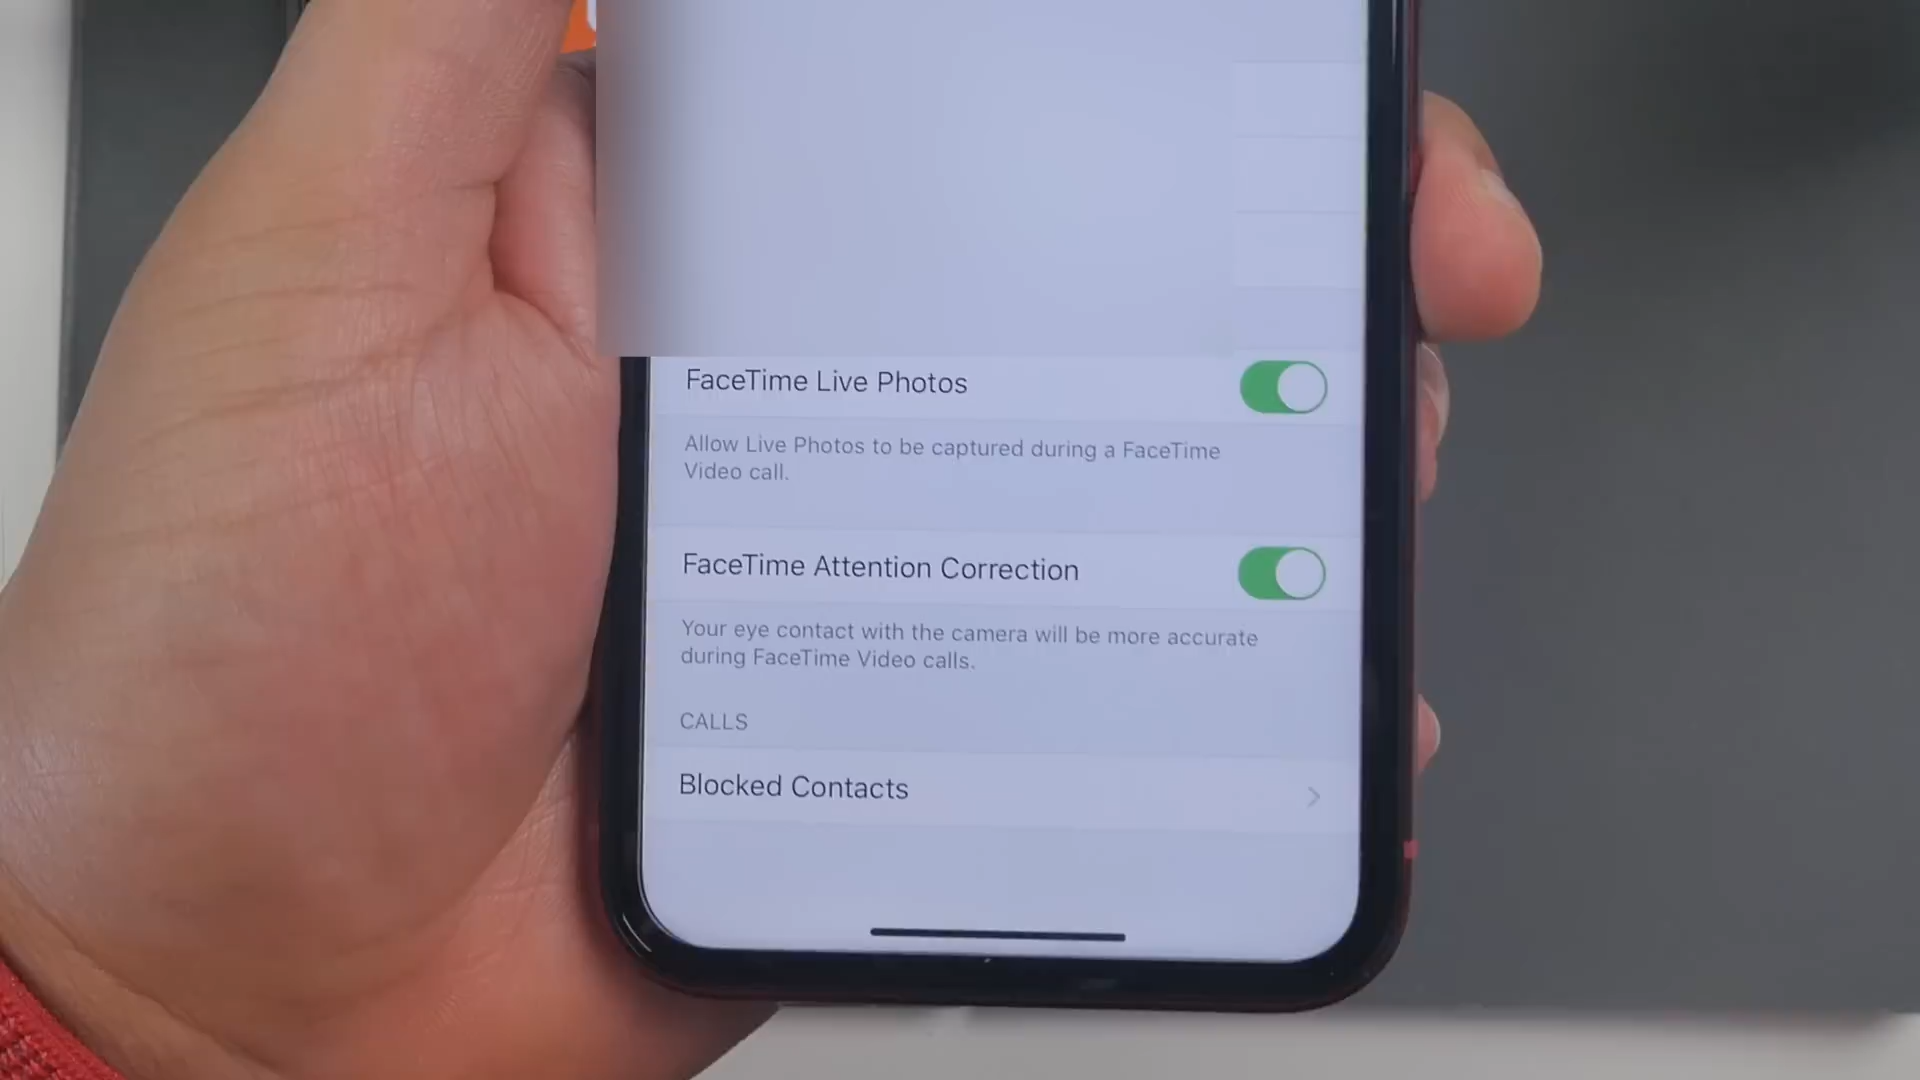 FaceTime Live Photos
Allow Live Photos to be captured during a FaceTime
Video call.
FaceTime Attention Correction
Your eye contact with the camera will be more accurate
during FaceTime Video calls.
CALLS
Blocked Contacts